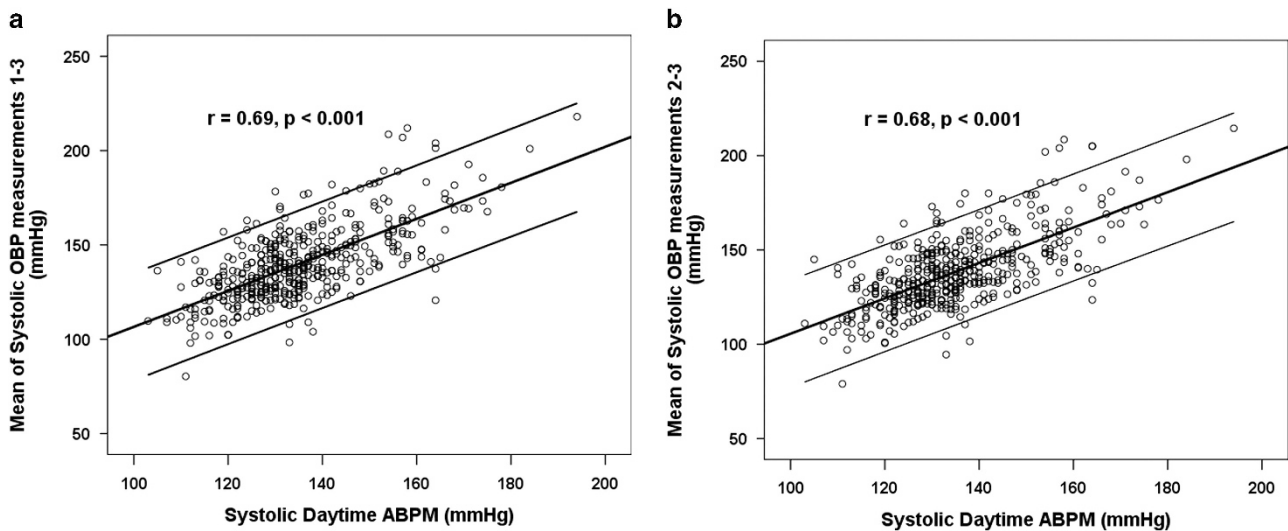 a
Mean of Systolic OBP measurements 1-3
(mmHg)
250
200
150
100
50
r = 0.69, p < 0.001
100 120 140 160 180 200
Systolic Daytime ABPM (mmHg)
b
Mean of Systolic OBP measurements 2-3
(mmHg)
250
200
150
100
50
r = 0.68, p < 0.001
100 120 140 160 180 200
Systolic Daytime ABPM (mmHg)